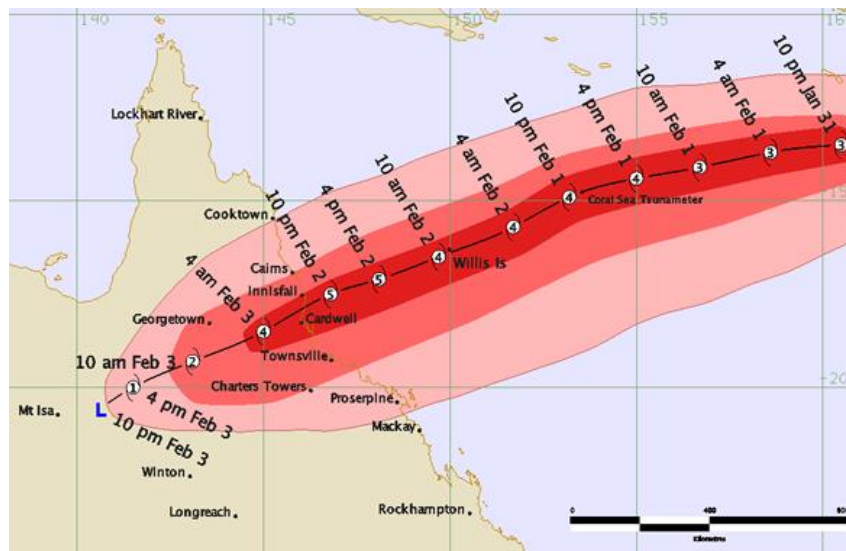 140
145
150
155
16
10 pm Jan 31
4 am Feb 1
10 am Feb 1
4 pm Feb 1
10 pm Feb 1
4 am Feb 2
10 am Feb 2
4 pm Feb 2
10 pm Feb 2
4 am Feb 3
10 am Feb 3
4 pm Feb 3
10 pm Feb 3
3
3
3
4
4
4
4
5
5
4
2
1
L
Lockhart River
Coral Sea Tsunameter
Cooktown
Willis Is
Cairns
Innisfail
Georgetown
Cardwell
Townsville
Charters Towers
Proserpine
Mt Isa
Mackay
Winton
Longreach
Rockhampton
-20
0
400
Kilometres